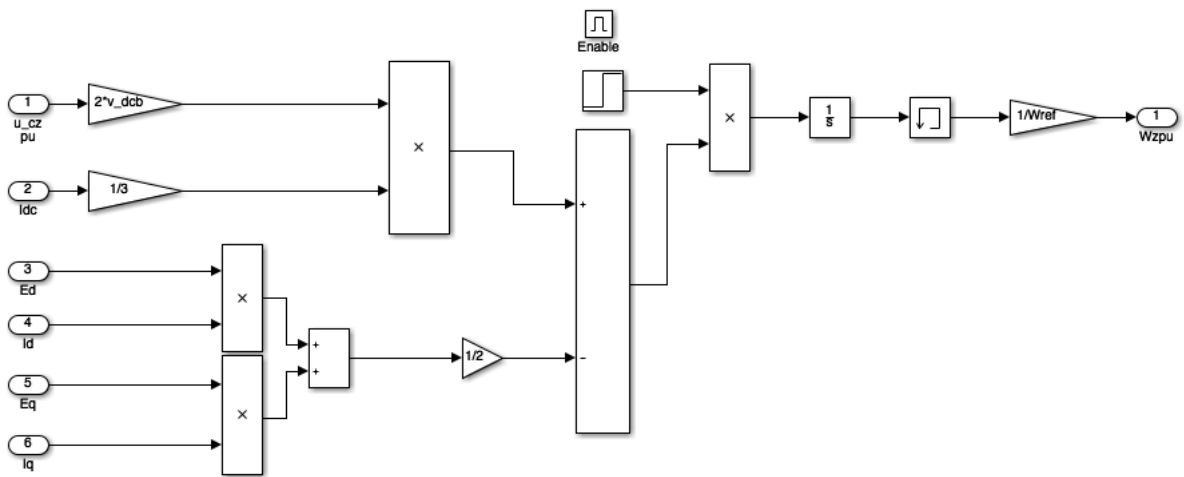 Enable
1
2*v_dcb
u_cz
pu
×
×
1
s
1/Wref
1
Wzpu
2
1/3
Idc
+
3
Ed
×
4
Id
+
+
1/2
−
5
Eq
×
6
Iq